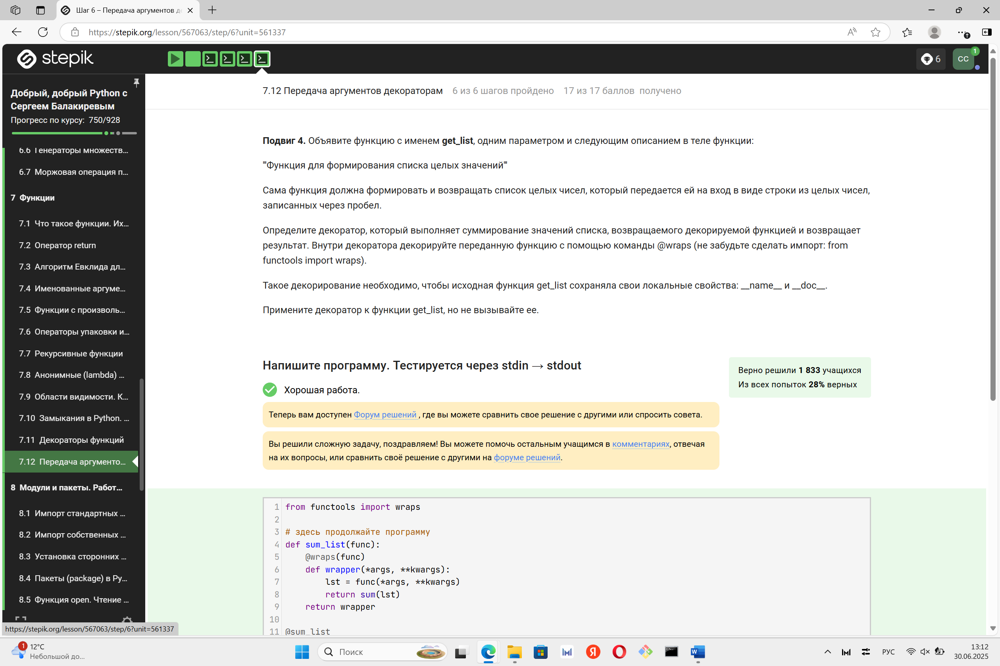 Шаг 6 – Передача аргументов де
https://stepik.org/lesson/567063/step/6?unit=561337
stepik
6
CC
1
Добрый, добрый Python с
Сергеем Балакиревым
Прогресс по курсу: 750/928
6.6 Генераторы множеств...
6.7 Моржовая операция п...
7 Функции
7.1 Что такое функции. Их...
7.2 Оператор return
7.3 Алгоритм Евклида дл...
7.4 Именованные аргуме...
7.5 Функции с произволь...
7.6 Операторы упаковки и...
7.7 Рекурсивные функции
7.8 Анонимные (lambda) ...
7.9 Области видимости. К...
7.10 Замыкания в Python. ...
7.11 Декораторы функций
7.12 Передача аргументо...
8 Модули и пакеты. Работ...
8.1 Импорт стандартных ...
8.2 Импорт собственных ...
8.3 Установка сторонних ...
8.4 Пакеты (package) в Py...
8.5 Функция open. Чтение ...
https://stepik.org/lesson/567063/step/6?unit=561337
7.12 Передача аргументов декораторам 6 из 6 шагов пройдено 17 из 17 баллов получено
Подвиг 4. Объявите функцию с именем get_list, одним параметром и следующим описанием в теле функции:
'''Функция для формирования списка целых значений'''
Сама функция должна формировать и возвращать список целых чисел, который передается ей на вход в виде строки из целых чисел,
записанных через пробел.
Определите декоратор, который выполняет суммирование значений списка, возвращаемого декорируемой функцией и возвращает
результат. Внутри декоратора декорируйте переданную функцию с помощью команды @wraps (не забудьте сделать импорт: from
functools import wraps).
Такое декорирование необходимо, чтобы исходная функция get_list сохраняла свои локальные свойства: __name__ и __doc__.
Примените декоратор к функции get_list, но не вызывайте ее.
Напишите программу. Тестируется через stdin → stdout
Верно решили 1 833 учащихся
Из всех попыток 28% верных
Хорошая работа.
Теперь вам доступен Форум решений , где вы можете сравнить свое решение с другими или спросить совета.
Вы решили сложную задачу, поздравляем! Вы можете помочь остальным учащимся в комментариях, отвечая
на их вопросы, или сравнить своё решение с другими на форуме решений.
1 from functools import wraps
2
3 # здесь продолжайте программу
4 def sum_list(func):
5     @wraps(func)
6     def wrapper(*args, **kwargs):
7         lst = func(*args, **kwargs)
8         return sum(lst)
9     return wrapper
10
11 @sum_list
1
12°C
Небольшой до...
Поиск
РУС
13:12
30.06.2025